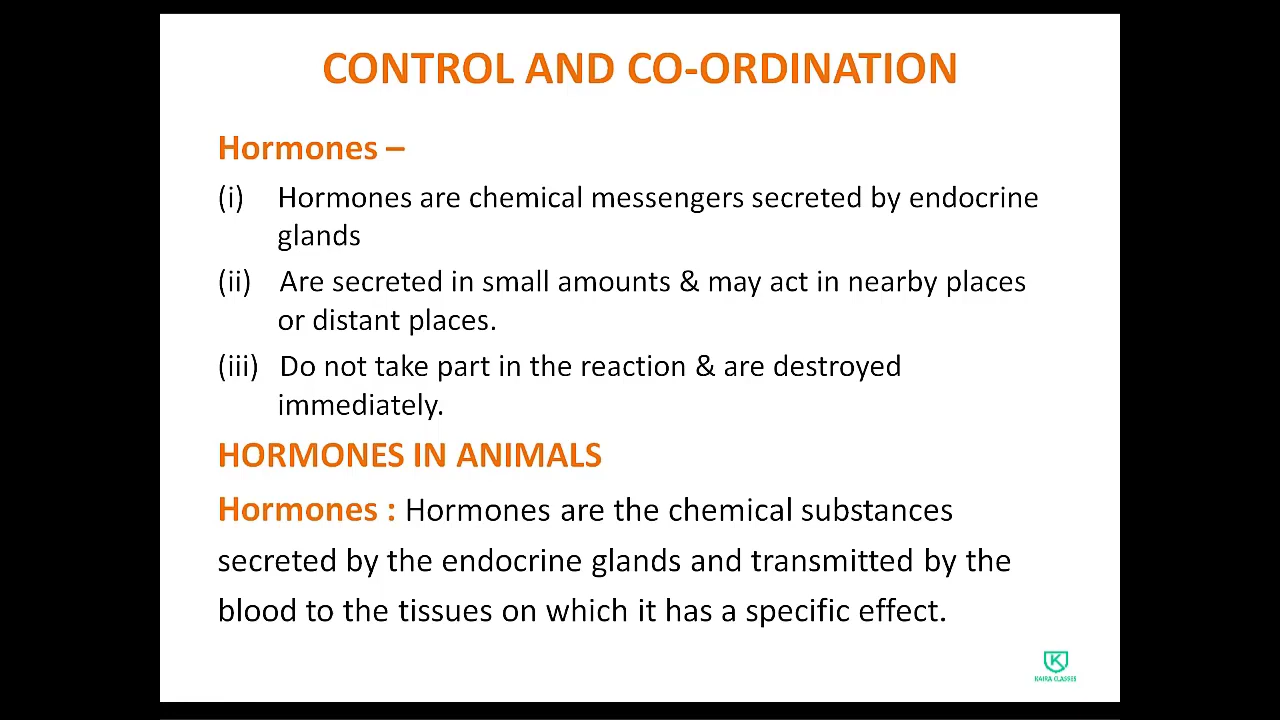 CONTROL AND CO-ORDINATION
Hormones –
(i) Hormones are chemical messengers secreted by endocrine
glands
(ii) Are secreted in small amounts & may act in nearby places
or distant places.
(iii) Do not take part in the reaction & are destroyed
immediately.
HORMONES IN ANIMALS
Hormones : Hormones are the chemical substances
secreted by the endocrine glands and transmitted by the
blood to the tissues on which it has a specific effect.
K
KAIRA CLASSES